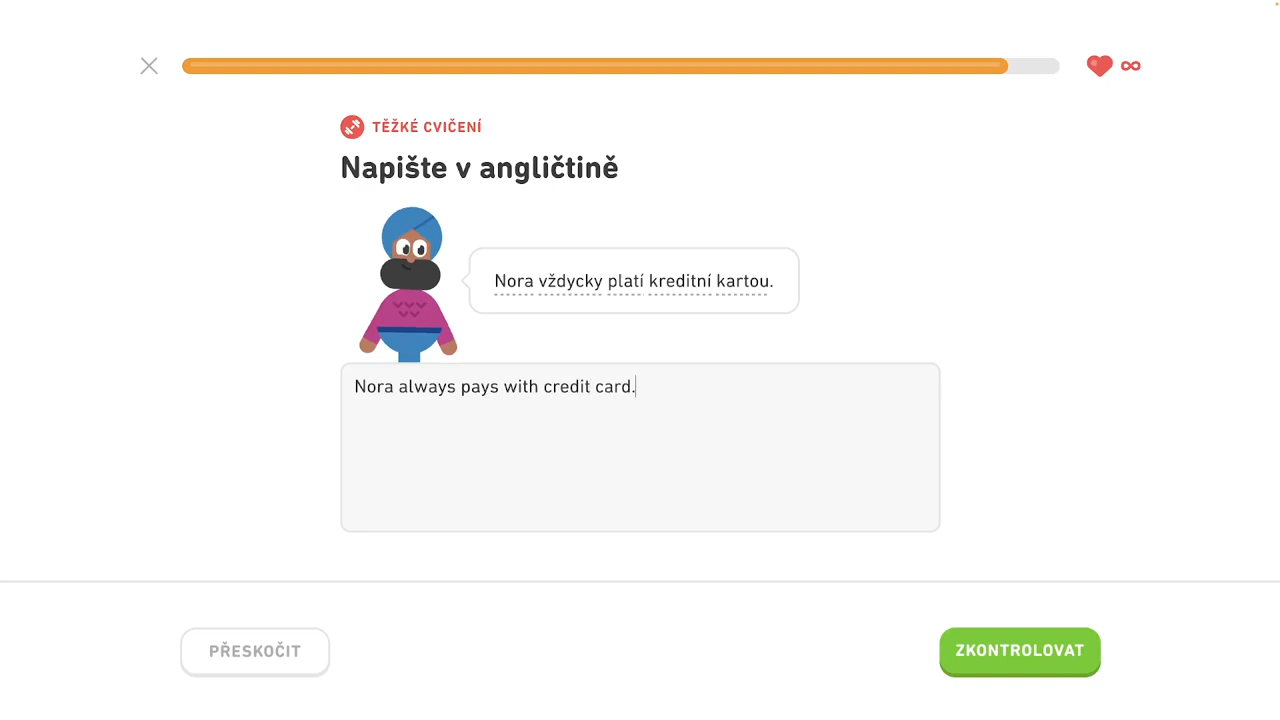 ∞
TĚŽKÉ CVIČENÍ
Napište v angličtině
Nora vždycky platí kreditní kartou.
Nora always pays with credit card.
PŘESKOČIT
ZKONTROLOVAT